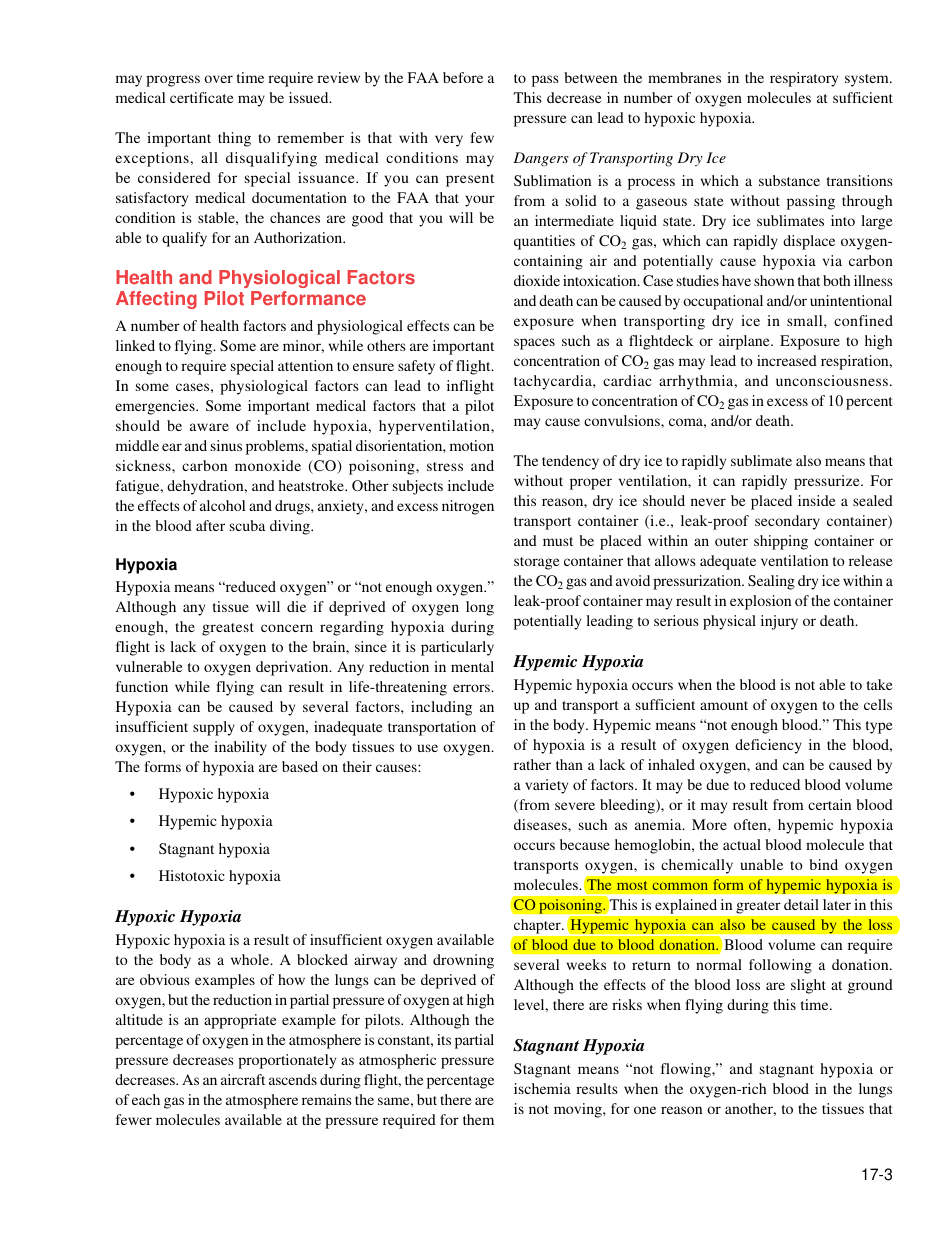 may progress over time require review by the FAA before a
medical certificate may be issued.
The important thing to remember is that with very few
exceptions, all disqualifying medical conditions may
be considered for special issuance. If you can present
satisfactory medical documentation to the FAA that your
condition is stable, the chances are good that you will be
able to qualify for an Authorization.
Health and Physiological Factors
Affecting Pilot Performance
A number of health factors and physiological effects can be
linked to flying. Some are minor, while others are important
enough to require special attention to ensure safety of flight.
In some cases, physiological factors can lead to inflight
emergencies. Some important medical factors that a pilot
should be aware of include hypoxia, hyperventilation,
middle ear and sinus problems, spatial disorientation, motion
sickness, carbon monoxide (CO) poisoning, stress and
fatigue, dehydration, and heatstroke. Other subjects include
the effects of alcohol and drugs, anxiety, and excess nitrogen
in the blood after scuba diving.
Hypoxia
Hypoxia means “reduced oxygen” or “not enough oxygen.”
Although any tissue will die if deprived of oxygen long
enough, the greatest concern regarding hypoxia during
flight is lack of oxygen to the brain, since it is particularly
vulnerable to oxygen deprivation. Any reduction in mental
function while flying can result in life-threatening errors.
Hypoxia can be caused by several factors, including an
insufficient supply of oxygen, inadequate transportation of
oxygen, or the inability of the body tissues to use oxygen.
The forms of hypoxia are based on their causes:
• Hypoxic hypoxia
• Hypemic hypoxia
• Stagnant hypoxia
• Histotoxic hypoxia
Hypoxic Hypoxia
Hypoxic hypoxia is a result of insufficient oxygen available
to the body as a whole. A blocked airway and drowning
are obvious examples of how the lungs can be deprived of
oxygen, but the reduction in partial pressure of oxygen at high
altitude is an appropriate example for pilots. Although the
percentage of oxygen in the atmosphere is constant, its partial
pressure decreases proportionately as atmospheric pressure
decreases. As an aircraft ascends during flight, the percentage
of each gas in the atmosphere remains the same, but there are
fewer molecules available at the pressure required for them
to pass between the membranes in the respiratory system.
This decrease in number of oxygen molecules at sufficient
pressure can lead to hypoxic hypoxia.
Dangers of Transporting Dry Ice
Sublimation is a process in which a substance transitions
from a solid to a gaseous state without passing through
an intermediate liquid state. Dry ice sublimates into large
quantities of CO₂ gas, which can rapidly displace oxygen-
containing air and potentially cause hypoxia via carbon
dioxide intoxication. Case studies have shown that both illness
and death can be caused by occupational and/or unintentional
exposure when transporting dry ice in small, confined
spaces such as a flightdeck or airplane. Exposure to high
concentration of CO₂ gas may lead to increased respiration,
tachycardia, cardiac arrhythmia, and unconsciousness.
Exposure to concentration of CO₂ gas in excess of 10 percent
may cause convulsions, coma, and/or death.
The tendency of dry ice to rapidly sublimate also means that
without proper ventilation, it can rapidly pressurize. For
this reason, dry ice should never be placed inside a sealed
transport container (i.e., leak-proof secondary container)
and must be placed within an outer shipping container or
storage container that allows adequate ventilation to release
the CO₂ gas and avoid pressurization. Sealing dry ice within a
leak-proof container may result in explosion of the container
potentially leading to serious physical injury or death.
Hypemic Hypoxia
Hypemic hypoxia occurs when the blood is not able to take
up and transport a sufficient amount of oxygen to the cells
in the body. Hypemic means “not enough blood.” This type
of hypoxia is a result of oxygen deficiency in the blood,
rather than a lack of inhaled oxygen, and can be caused by
a variety of factors. It may be due to reduced blood volume
(from severe bleeding), or it may result from certain blood
diseases, such as anemia. More often, hypemic hypoxia
occurs because hemoglobin, the actual blood molecule that
transports oxygen, is chemically unable to bind oxygen
molecules. The most common form of hypemic hypoxia is
CO poisoning. This is explained in greater detail later in this
chapter. Hypemic hypoxia can also be caused by the loss
of blood due to blood donation. Blood volume can require
several weeks to return to normal following a donation.
Although the effects of the blood loss are slight at ground
level, there are risks when flying during this time.
Stagnant Hypoxia
Stagnant means “not flowing,” and stagnant hypoxia or
ischemia results when the oxygen-rich blood in the lungs
is not moving, for one reason or another, to the tissues that
17-3